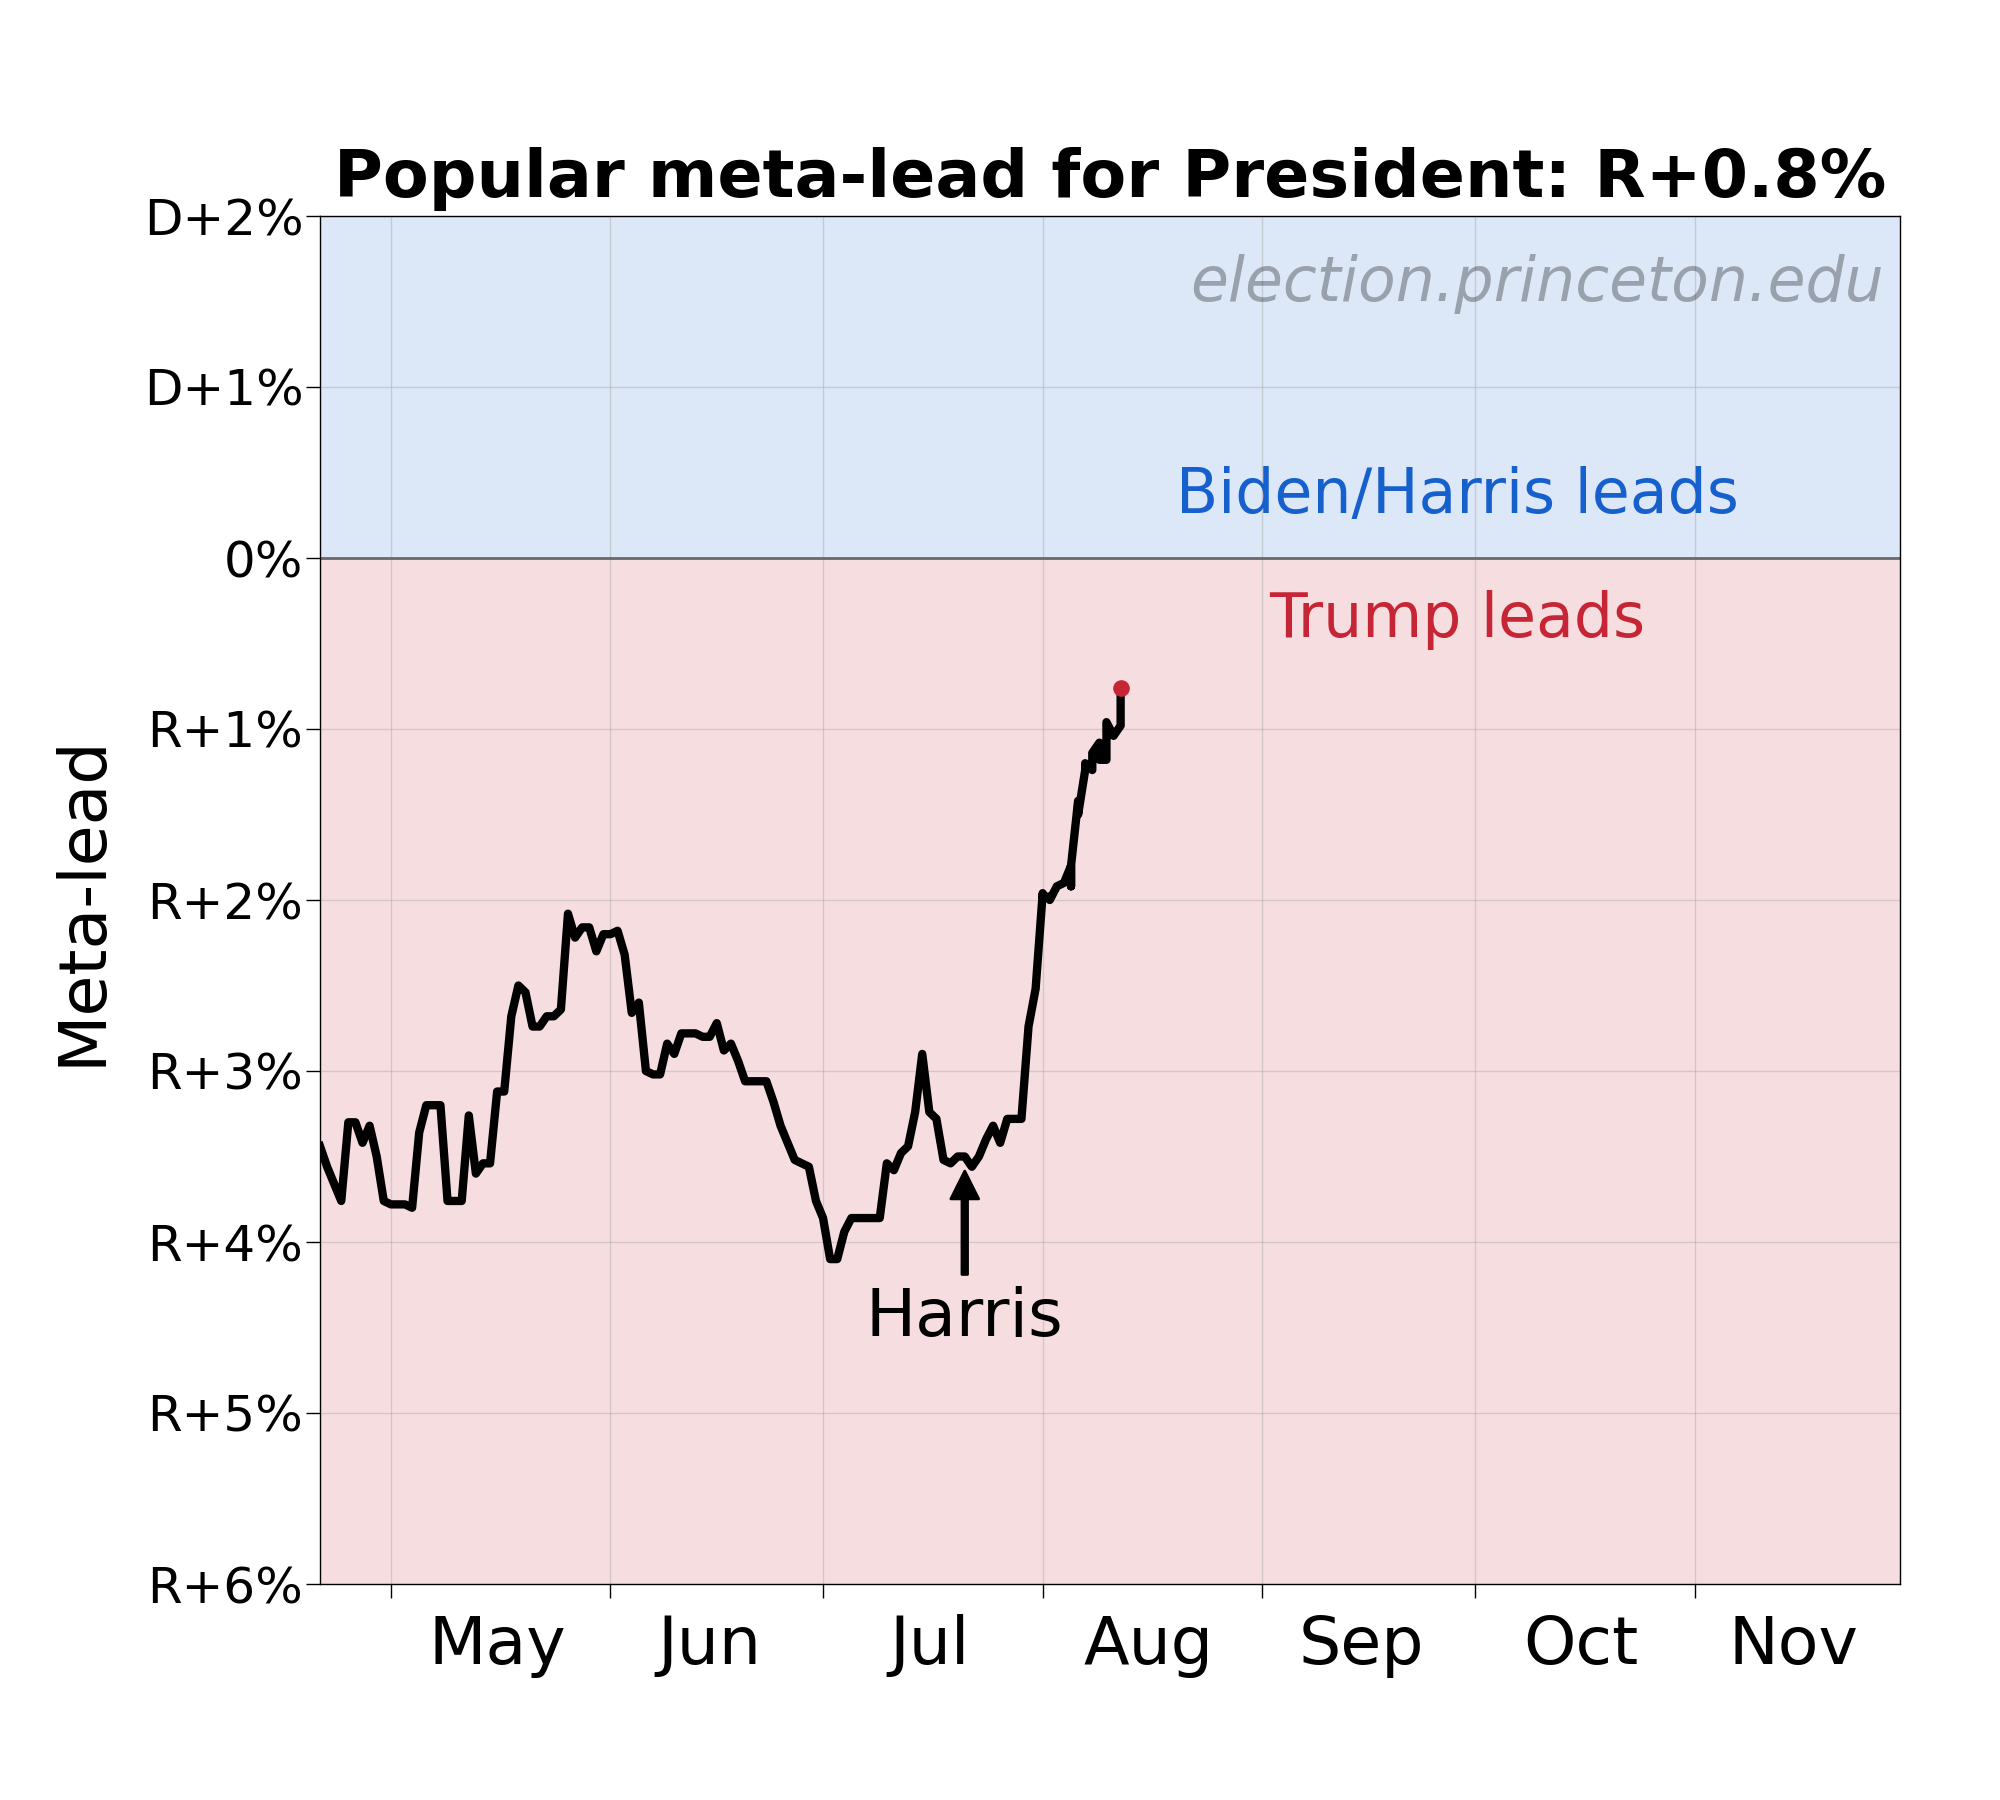 Popular meta-lead for President: R+0.8%
D+2%
election.princeton.edu
D+1%
Biden/Harris leads
0%
Trump leads
R+1%
Meta-lead
R+2%
R+3%
R+4%
Harris
R+5%
R+6%
May Jun Jul Aug Sep Oct Nov